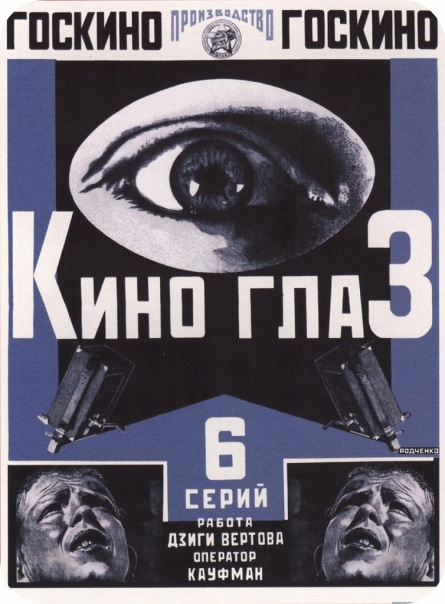 ГОСКИНО ПРОИЗВОДСТВО ГОСКИНО
КИНО ГЛАЗ
РОДЧЕНКО
6
СЕРИЙ
РАБОТА
ДЗИГИ ВЕРТОВА
ОПЕРАТОР
КАУФМАН